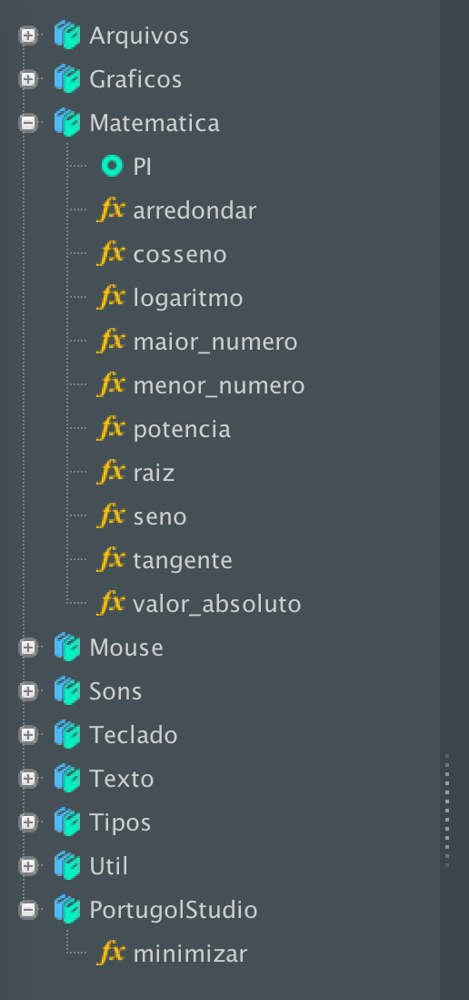 Arquivos
Graficos
Matematica
PI
fx arredondar
fx cosseno
fx logaritmo
fx maior_numero
fx menor_numero
fx potencia
fx raiz
fx seno
fx tangente
fx valor_absoluto
Mouse
Sons
Teclado
Texto
Tipos
Util
PortugolStudio
fx minimizar